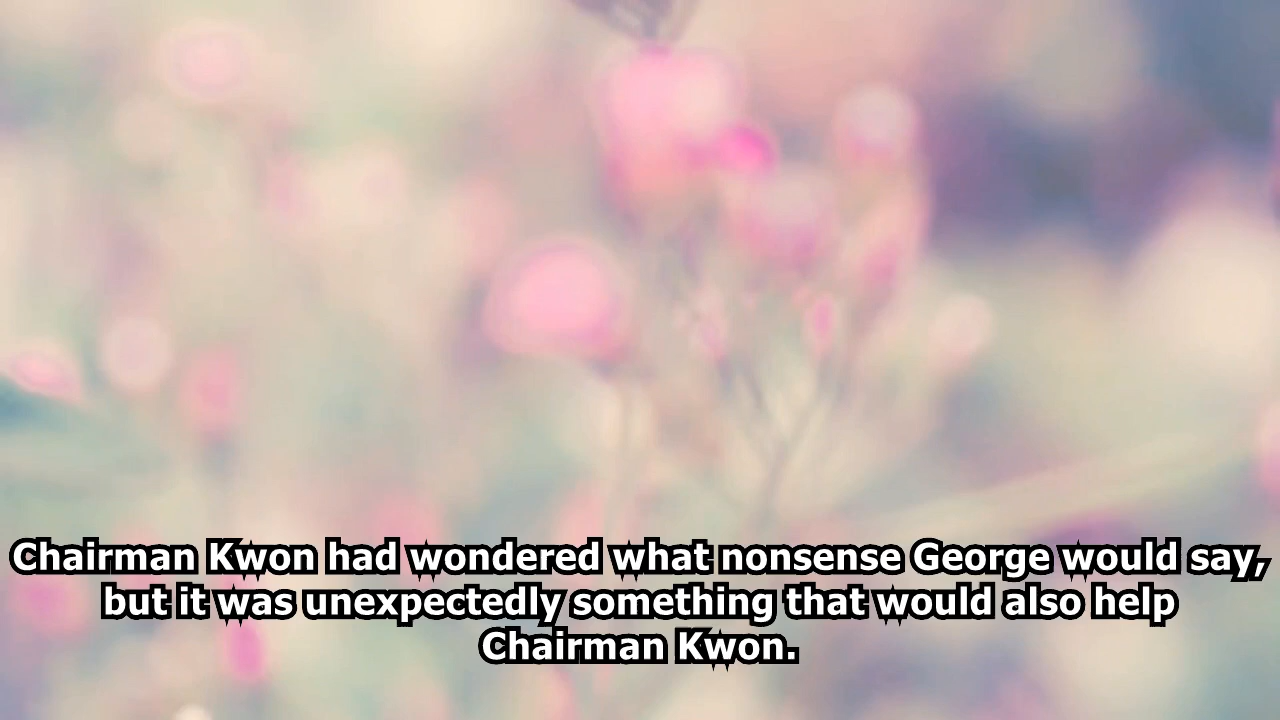 Chairman Kwon had wondered what nonsense George would say,
but it was unexpectedly something that would also help
Chairman Kwon.